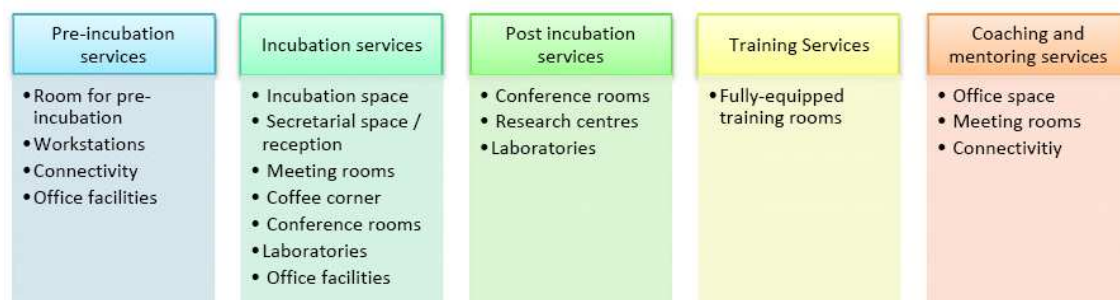 Pre-incubation
services
•Room for pre-
incubation
•Workstations
•Connectivity
•Office facilities
Incubation services
• Incubation space
• Secretarial space /
reception
• Meeting rooms
• Coffee corner
• Conference rooms
•Laboratories
• Office facilities
Post incubation
services
• Conference rooms
• Research centres
•Laboratories
Training Services
•Fully-equipped
training rooms
Coaching and
mentoring services
• Office space
• Meeting rooms
• Connectivitiy